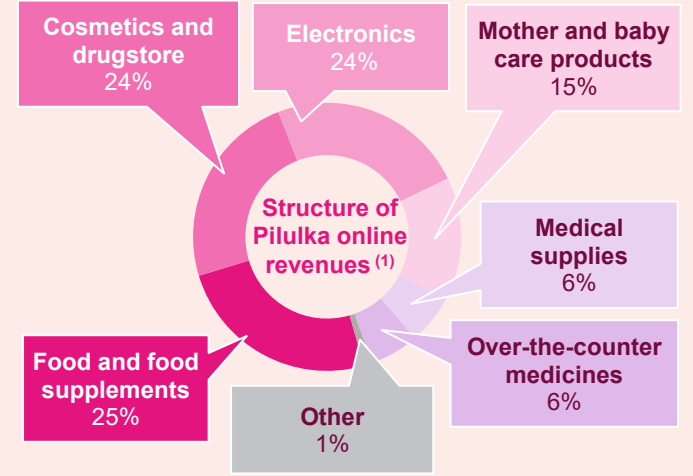 Cosmetics and
drugstore
24%
Electronics
24%
Mother and baby
care products
15%
Structure of
Pilulka online
revenues (1)
Medical
supplies
6%
Food and food
supplements
25%
Other
1%
Over-the-counter
medicines
6%